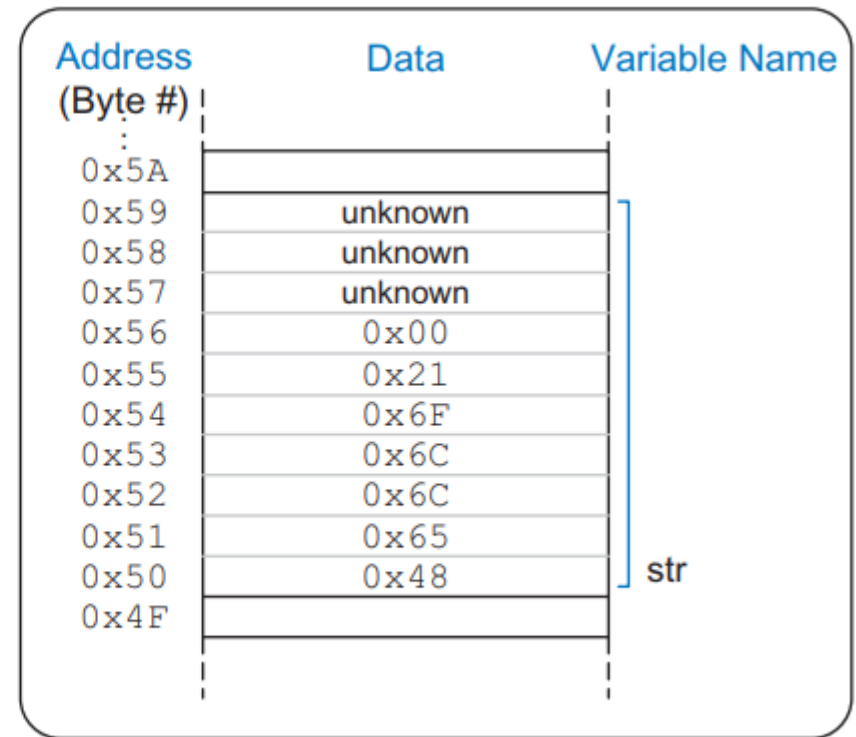 Address Data Variable Name
(Byte #)
:
0x5A
0x59 unknown
0x58 unknown
0x57 unknown
0x56 0x00
0x55 0x21
0x54 0x6F
0x53 0x6C
0x52 0x6C
0x51 0x65
0x50 0x48 str
0x4F